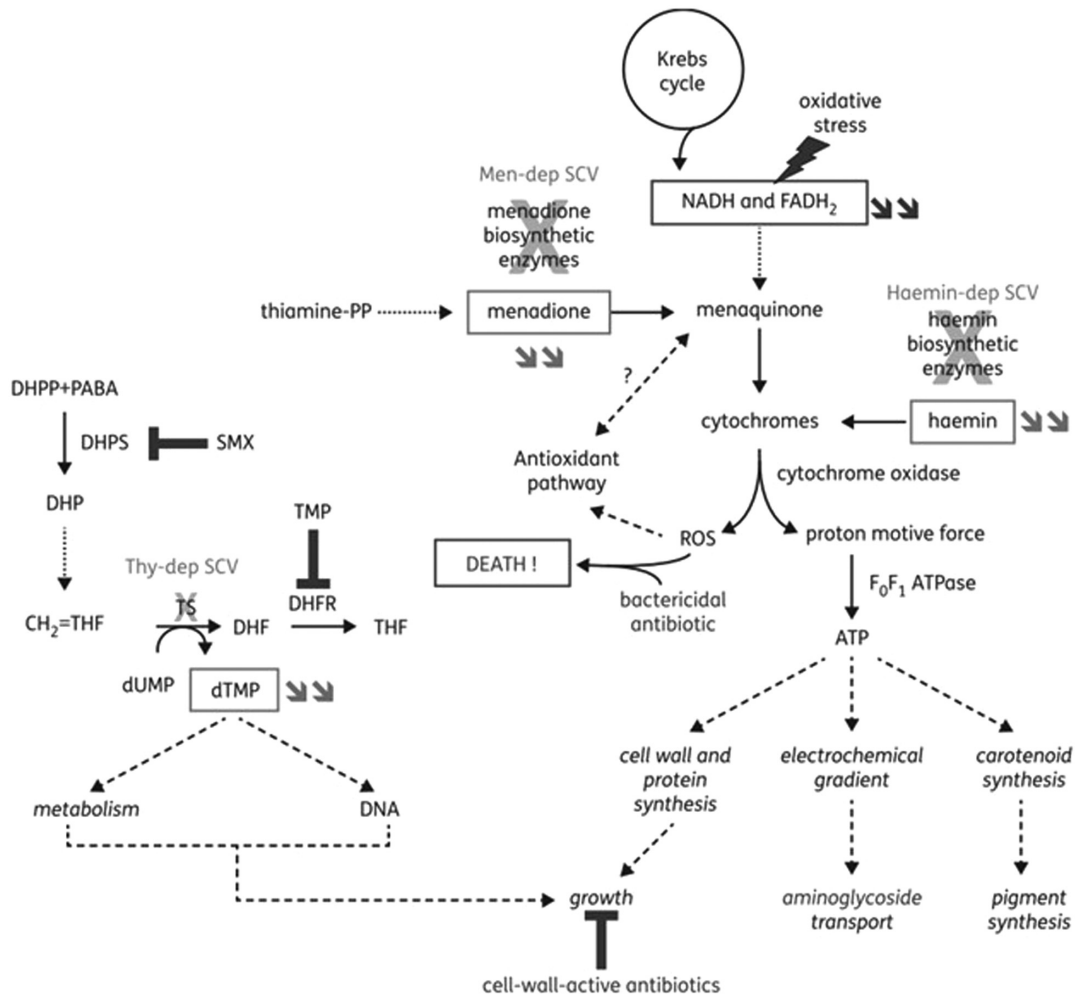 Krebs
cycle
oxidative
stress
NADH and FADH₂
Men-dep SCV
menadione
biosynthetic
enzymes
thiamine-PP
menadione
menaquinone
Haemin-dep SCV
haemin
biosynthetic
enzymes
?
DHPP+PABA
DHPS
SMX
cytochromes
haemin
cytochrome oxidase
Antioxidant
pathway
DHP
TMP
ROS
proton motive force
DEATH !
Thy-dep SCV
TS
DHFR
F₀F₁ ATPase
bactericidal
antibiotic
CH₂=THF
DHF
THF
ATP
dUMP
dTMP
cell wall and
protein
synthesis
electrochemical
gradient
carotenoid
synthesis
metabolism
DNA
growth
aminoglycoside
transport
pigment
synthesis
cell-wall-active antibiotics